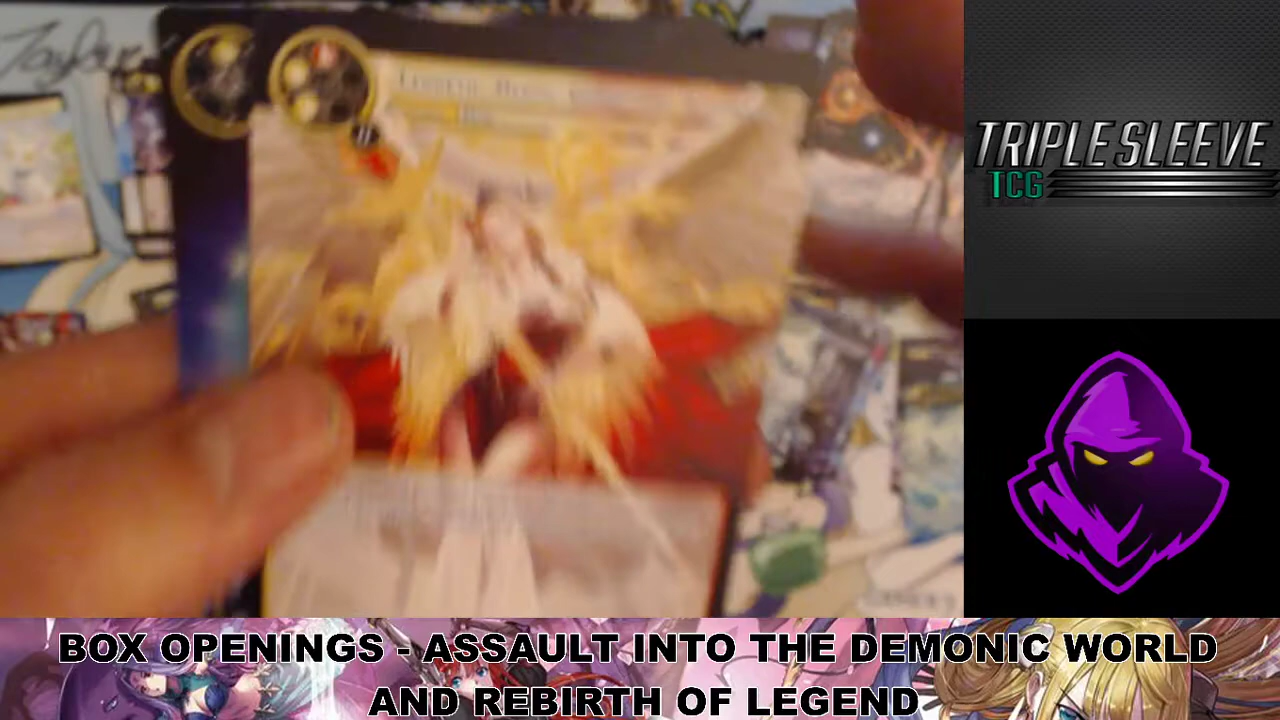 TRIPLE SLEEVE
TCG
BOX OPENINGS - ASSAULT INTO THE DEMONIC WORLD
AND REBIRTH OF LEGEND